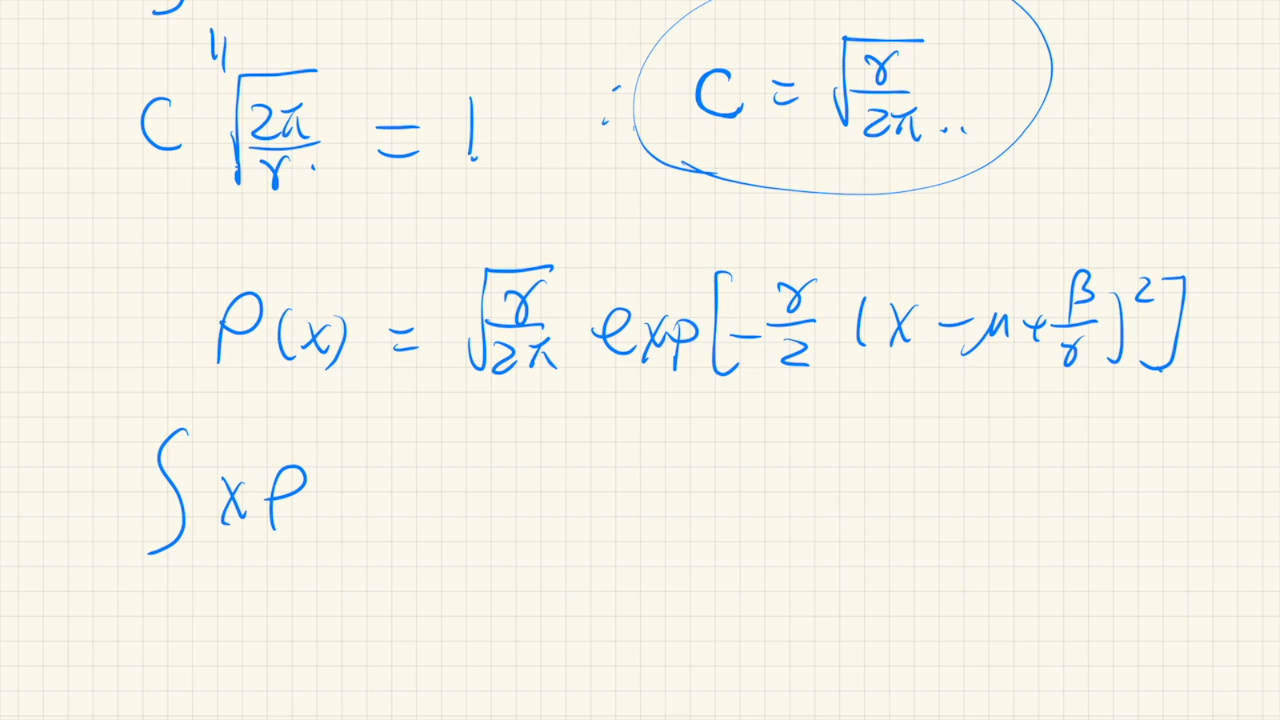 C √(2π/γ) = 1 ∴ C = √(γ/2π)
P(x) = √(γ/2π) exp[-γ/2 (x - μ + β/γ)²]
∫ x P